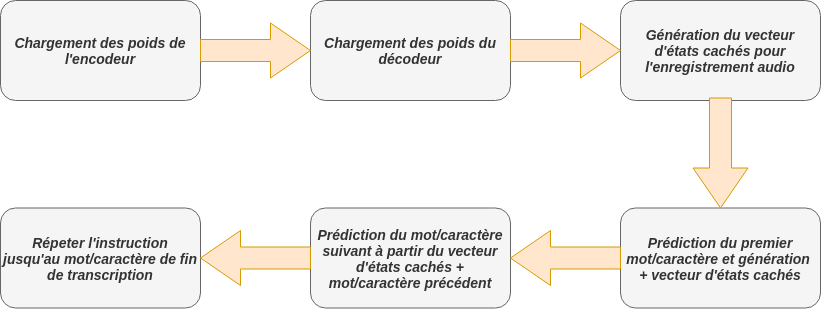 Chargement des poids de
l'encodeur
Chargement des poids du
décodeur
Génération du vecteur
d'états cachés pour
l'enregistrement audio
Prédiction du premier
mot/caractère et génération
+ vecteur d'états cachés
Prédiction du mot/caractère
suivant à partir du vecteur
d'états cachés +
mot/caractère précédent
Répeter l'instruction
jusqu'au mot/caractère de fin
de transcription